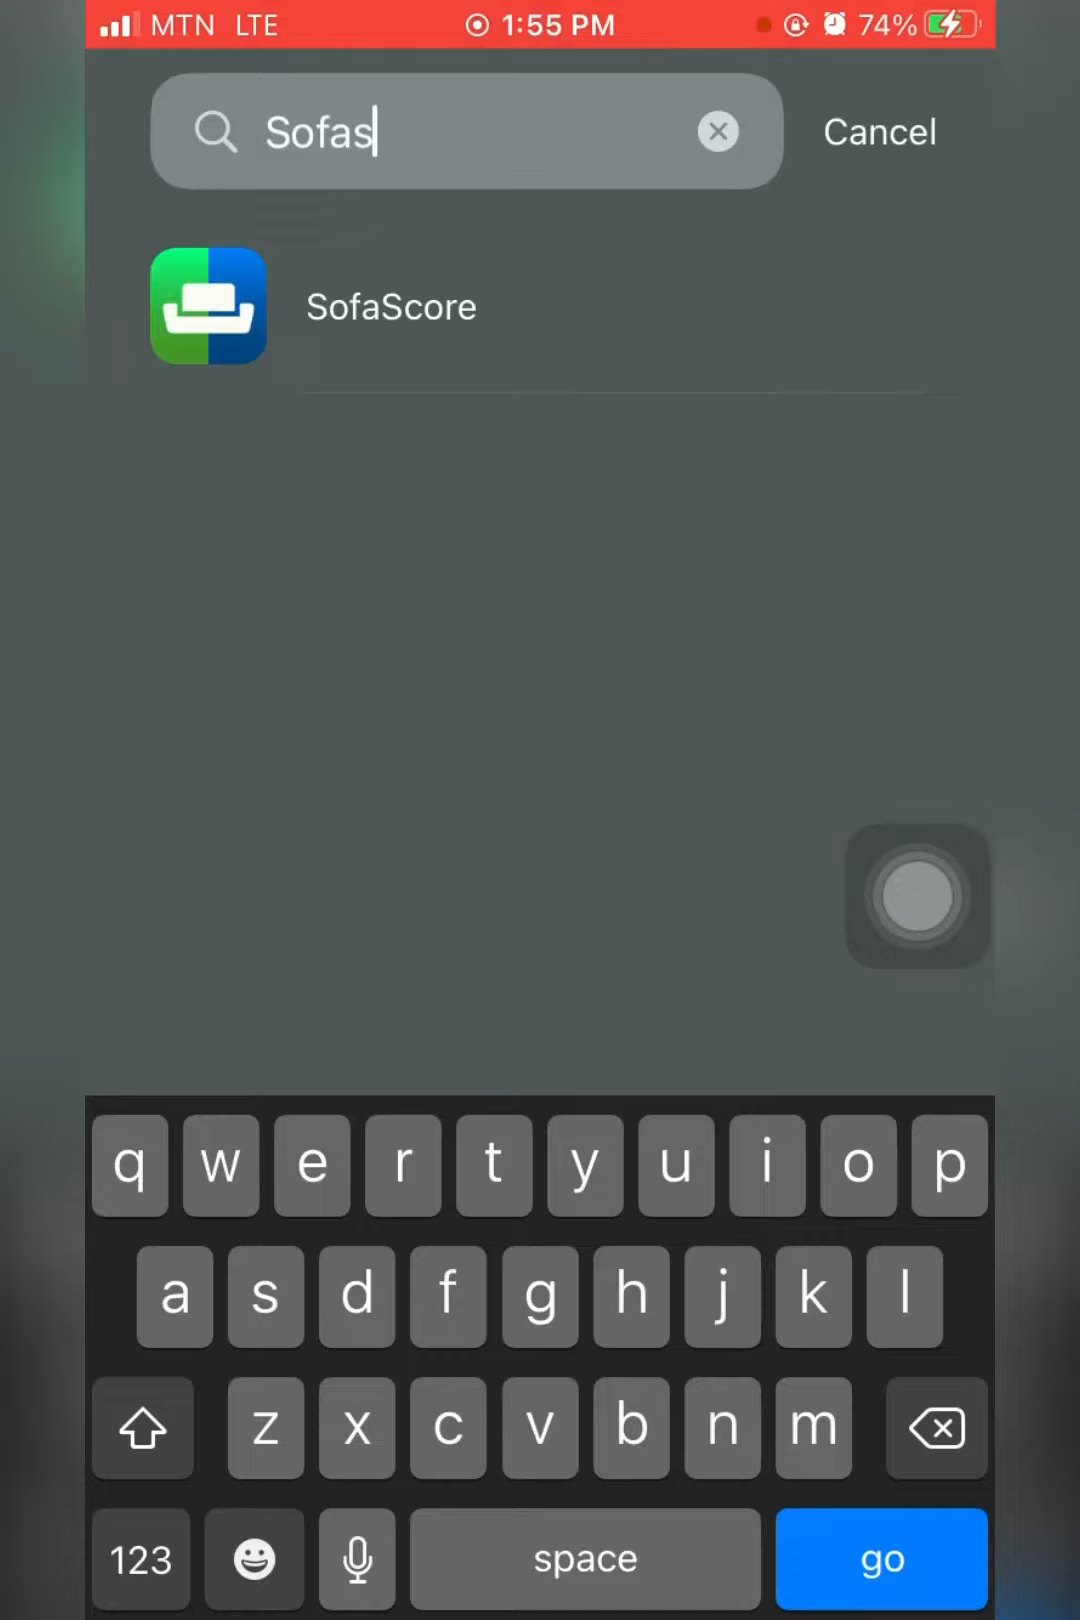 MTN LTE 1:55 PM 74%
Sofas Cancel
SofaScore
q w e r t y u i o p
a s d f g h j k l
z x c v b n m
123 space go